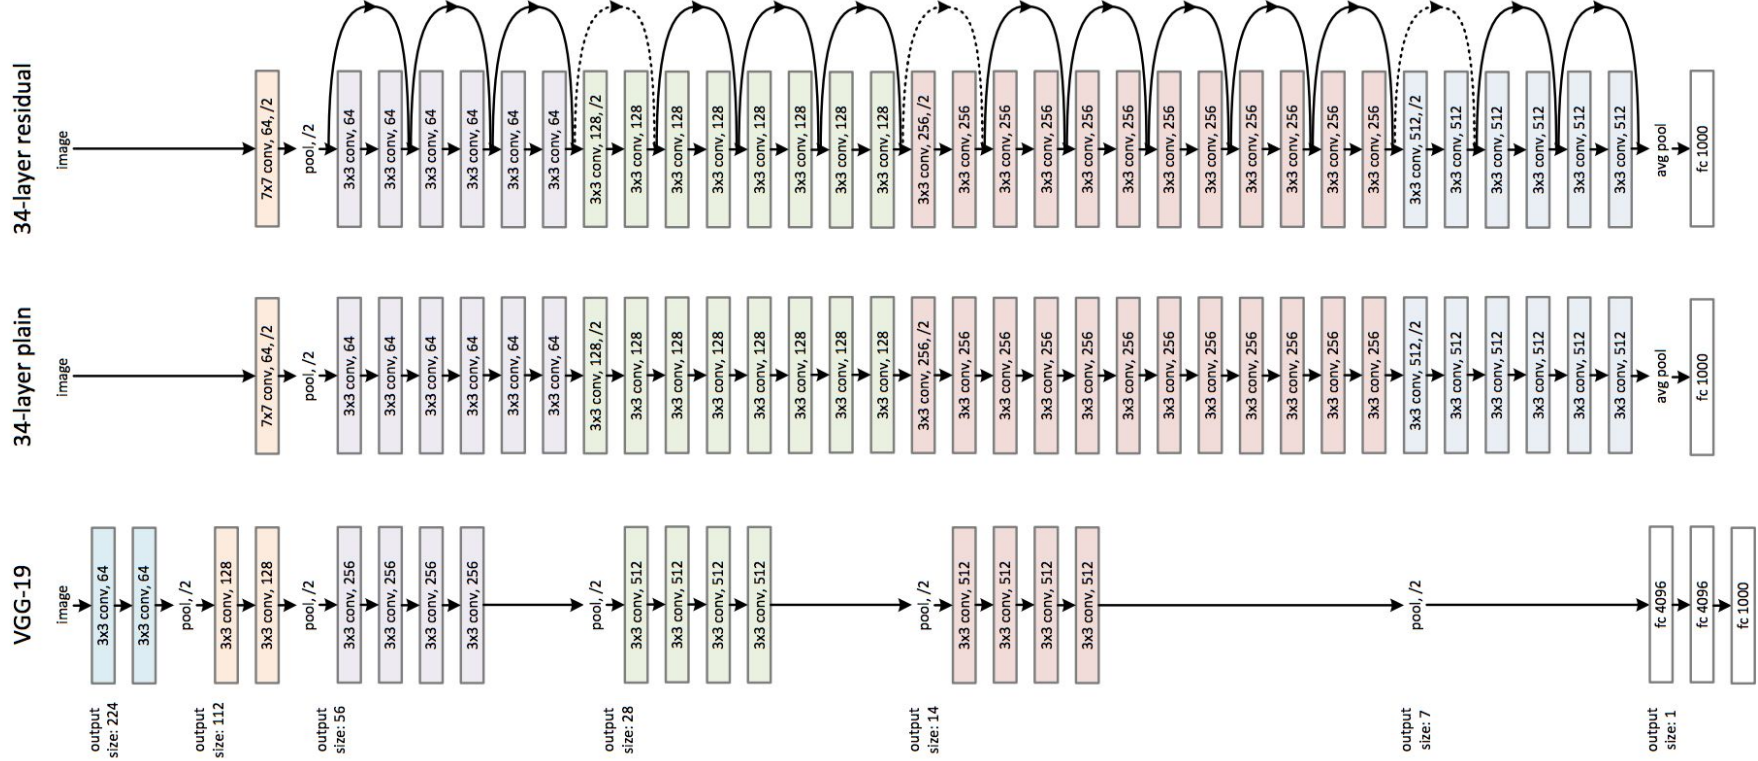 34-layer residual
image
7x7 conv, 64, /2
pool, /2
3x3 conv, 64
3x3 conv, 64
3x3 conv, 64
3x3 conv, 64
3x3 conv, 64
3x3 conv, 64
3x3 conv, 128, /2
3x3 conv, 128
3x3 conv, 128
3x3 conv, 128
3x3 conv, 128
3x3 conv, 128
3x3 conv, 128
3x3 conv, 128
3x3 conv, 256, /2
3x3 conv, 256
3x3 conv, 256
3x3 conv, 256
3x3 conv, 256
3x3 conv, 256
3x3 conv, 256
3x3 conv, 256
3x3 conv, 256
3x3 conv, 256
3x3 conv, 256
3x3 conv, 256
3x3 conv, 512, /2
3x3 conv, 512
3x3 conv, 512
3x3 conv, 512
3x3 conv, 512
3x3 conv, 512
avg pool
fc 1000
34-layer plain
image
7x7 conv, 64, /2
pool, /2
3x3 conv, 64
3x3 conv, 64
3x3 conv, 64
3x3 conv, 64
3x3 conv, 64
3x3 conv, 64
3x3 conv, 128, /2
3x3 conv, 128
3x3 conv, 128
3x3 conv, 128
3x3 conv, 128
3x3 conv, 128
3x3 conv, 128
3x3 conv, 128
3x3 conv, 256, /2
3x3 conv, 256
3x3 conv, 256
3x3 conv, 256
3x3 conv, 256
3x3 conv, 256
3x3 conv, 256
3x3 conv, 256
3x3 conv, 256
3x3 conv, 256
3x3 conv, 256
3x3 conv, 256
3x3 conv, 512, /2
3x3 conv, 512
3x3 conv, 512
3x3 conv, 512
3x3 conv, 512
3x3 conv, 512
avg pool
fc 1000
VGG-19
image
3x3 conv, 64
3x3 conv, 64
pool, /2
3x3 conv, 128
3x3 conv, 128
pool, /2
3x3 conv, 256
3x3 conv, 256
3x3 conv, 256
3x3 conv, 256
pool, /2
3x3 conv, 512
3x3 conv, 512
3x3 conv, 512
3x3 conv, 512
pool, /2
3x3 conv, 512
3x3 conv, 512
3x3 conv, 512
3x3 conv, 512
pool, /2
fc 4096
fc 4096
fc 1000
output
size: 224
output
size: 112
output
size: 56
output
size: 28
output
size: 14
output
size: 7
output
size: 1